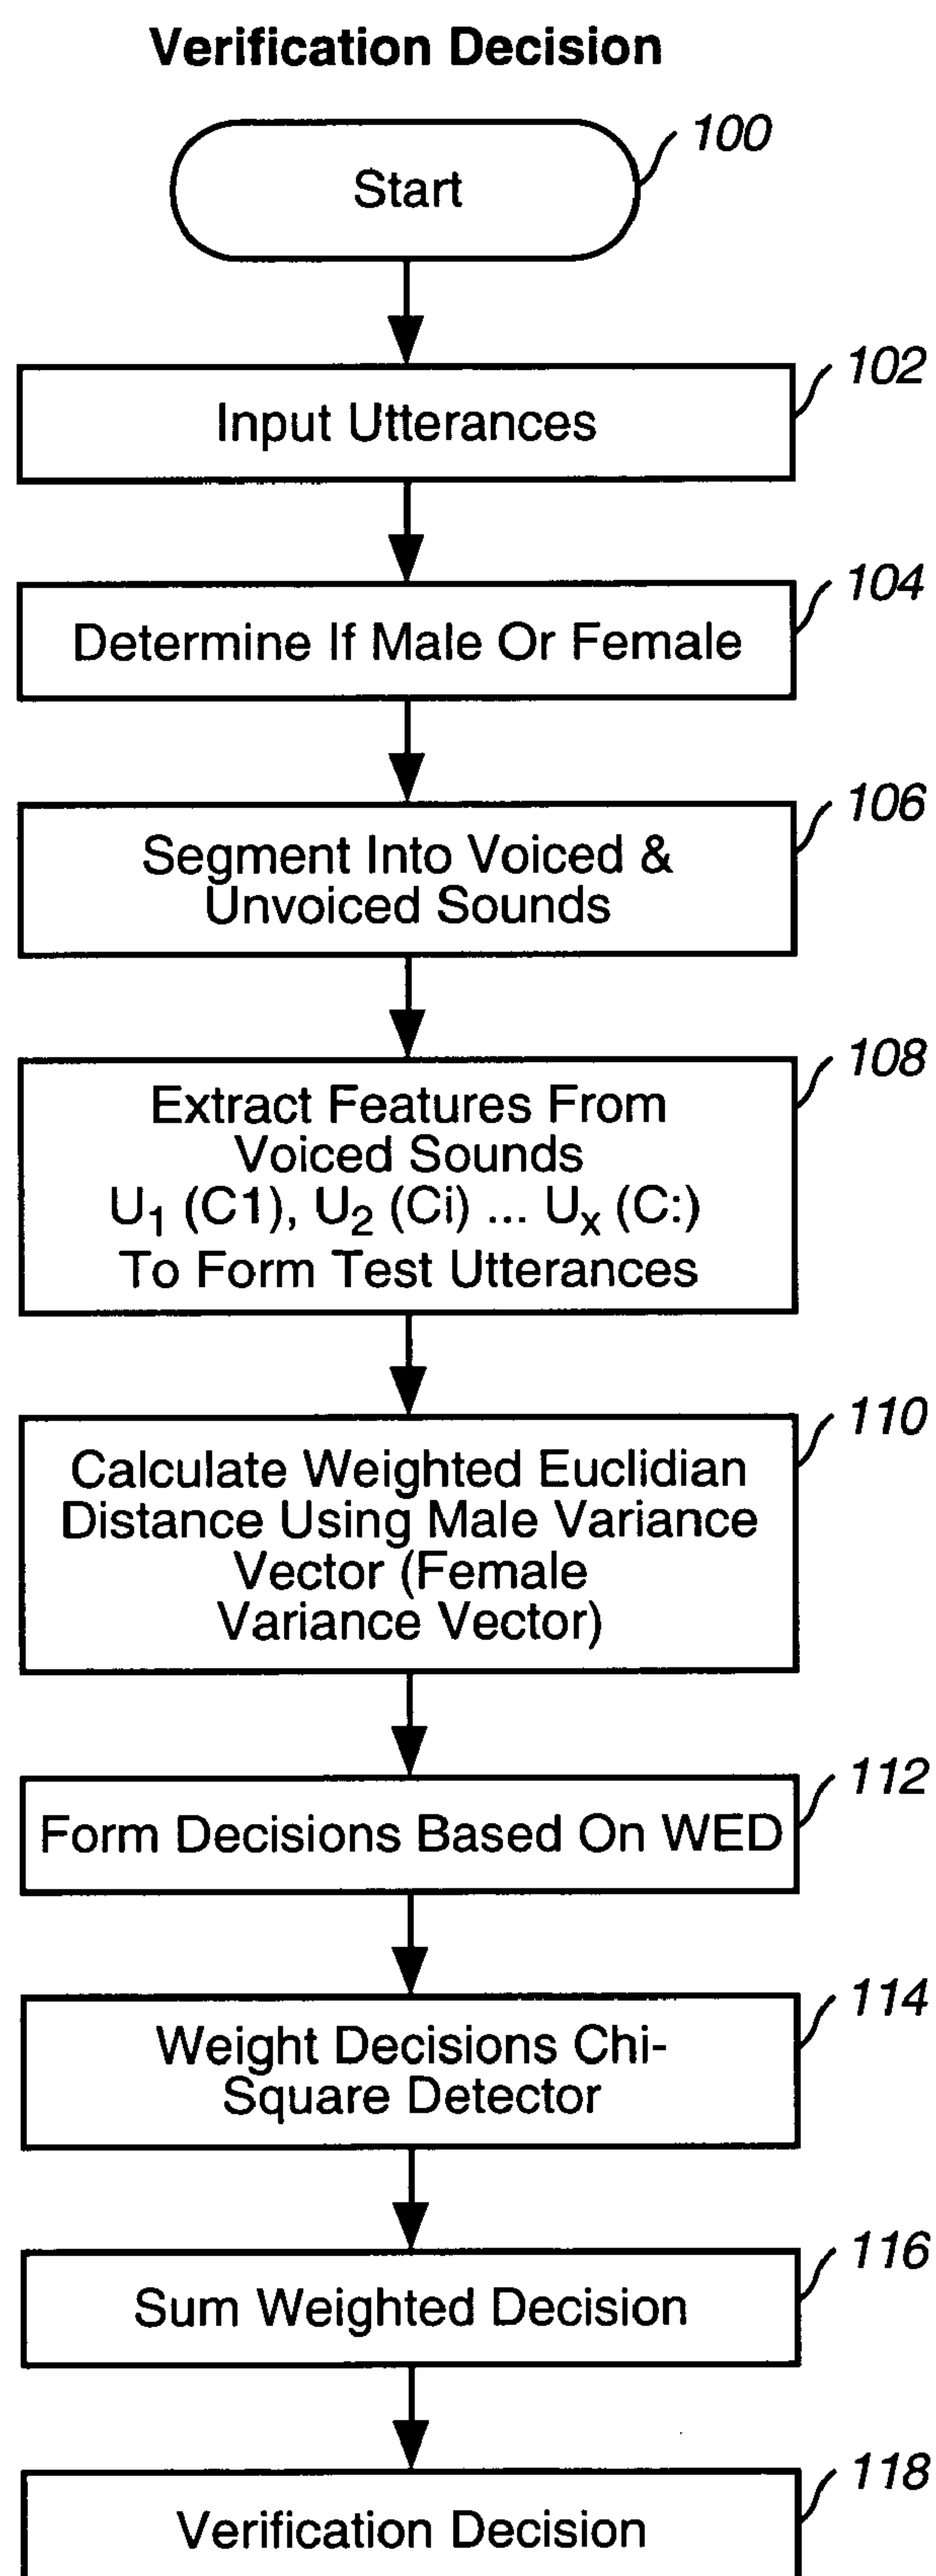 Verification Decision
100
Start
102
Input Utterances
104
Determine If Male Or Female
106
Segment Into Voiced &
Unvoiced Sounds
108
Extract Features From
Voiced Sounds
U1 (C1), U2 (Ci) ... Ux (C:)
To Form Test Utterances
110
Calculate Weighted Euclidian
Distance Using Male Variance
Vector (Female
Variance Vector)
112
Form Decisions Based On WED
114
Weight Decisions Chi-
Square Detector
116
Sum Weighted Decision
118
Verification Decision